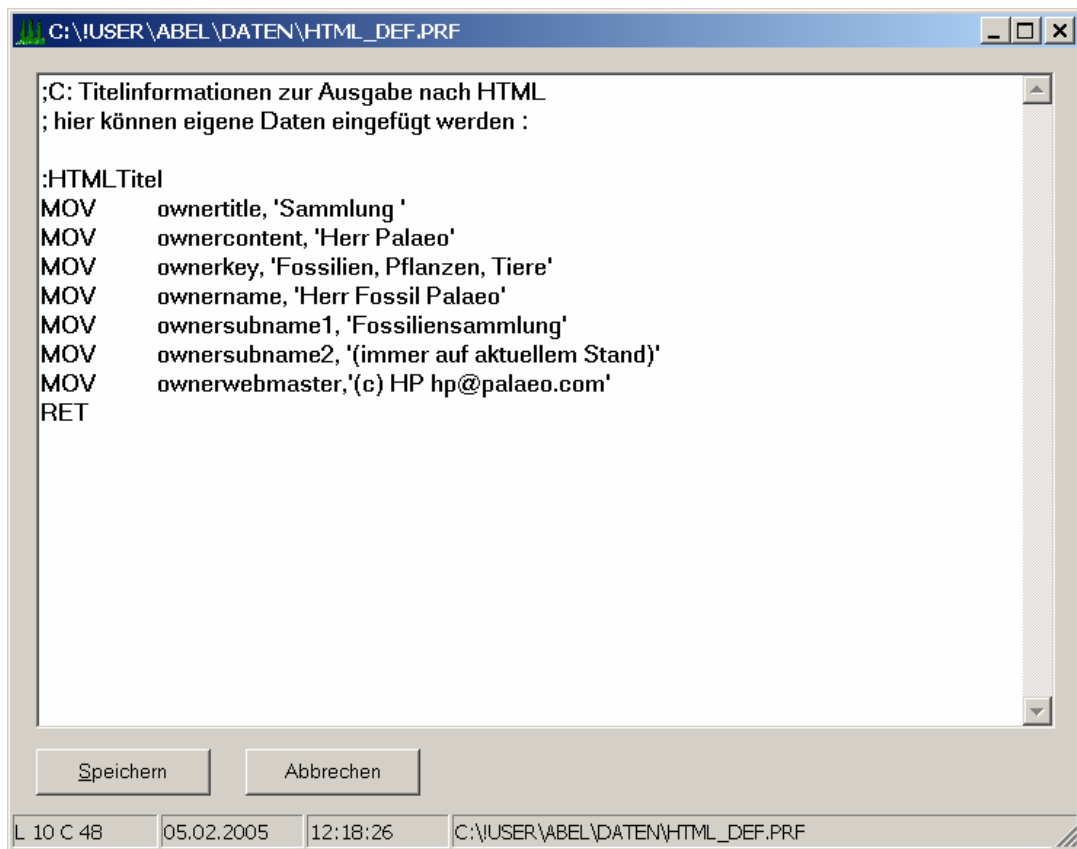 C:\!USER\ABEL\DATEN\HTML_DEF.PRF
;C: Titelinformationen zur Ausgabe nach HTML
; hier können eigene Daten eingefügt werden :
:HTMLTitel
MOV ownertitle, 'Sammlung '
MOV ownercontent, 'Herr Palaeo'
MOV ownerkey, 'Fossilien, Pflanzen, Tiere'
MOV ownername, 'Herr Fossil Palaeo'
MOV ownersubname1, 'Fossiliensammlung'
MOV ownersubname2, '(immer auf aktuellem Stand)'
MOV ownerwebmaster,'(c) HP hp@palaeo.com'
RET
Speichern Abbrechen
L 10 C 48 05.02.2005 12:18:26 C:\!USER\ABEL\DATEN\HTML_DEF.PRF